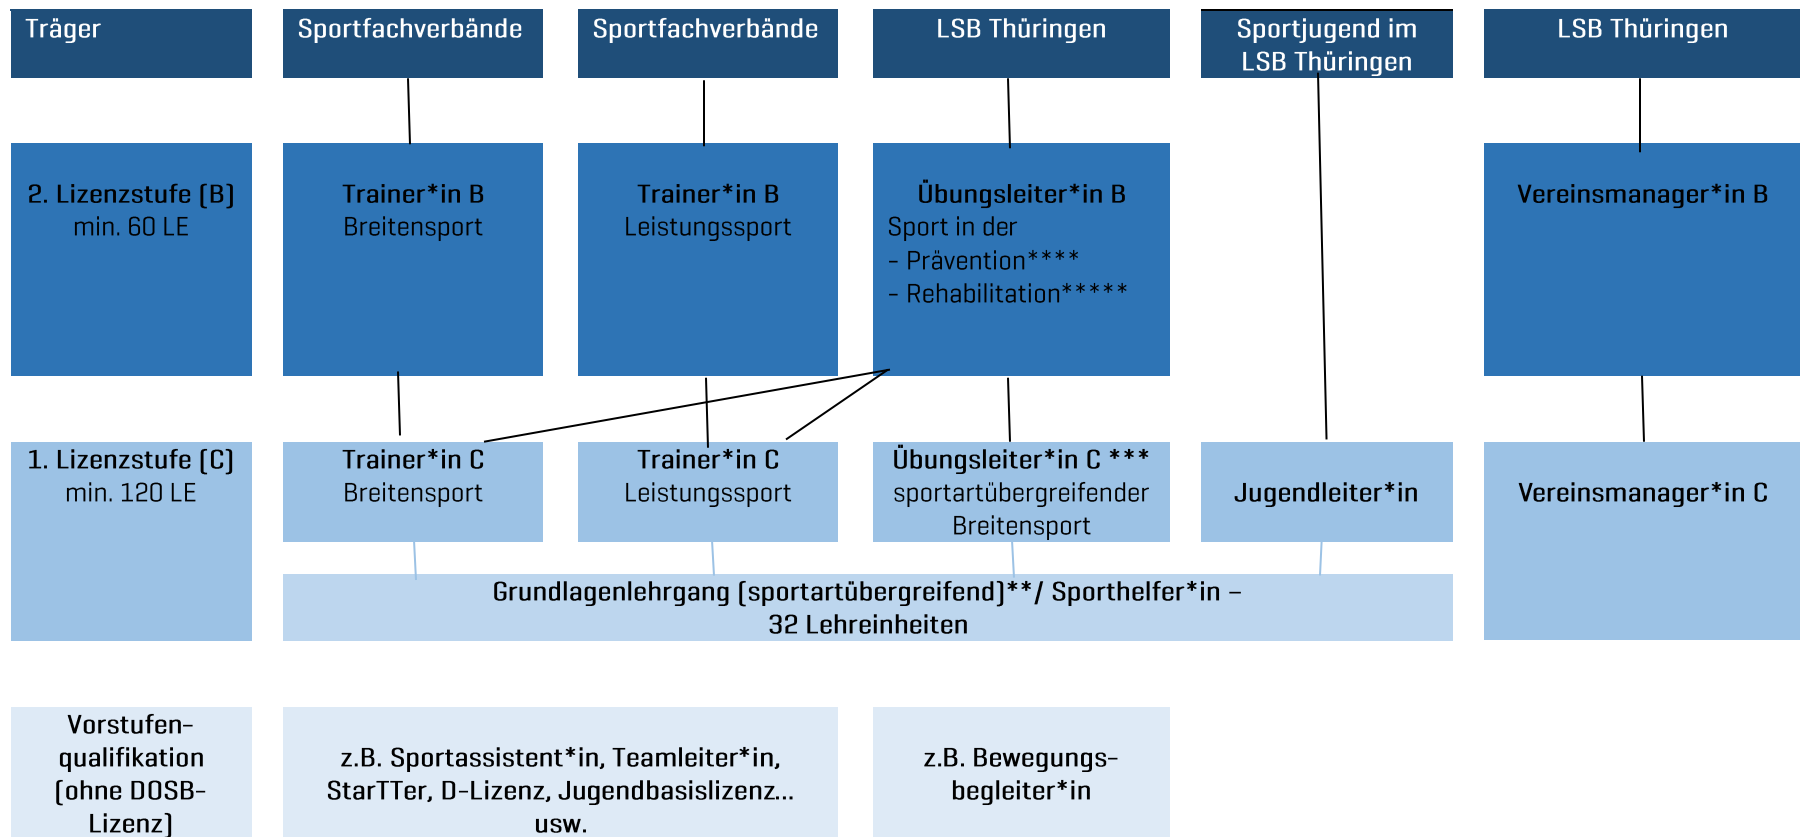 Träger
Sportfachverbände
Sportfachverbände
LSB Thüringen
Sportjugend im
LSB Thüringen
LSB Thüringen
2. Lizenzstufe (B)
min. 60 LE
Trainer*in B
Breitensport
Trainer*in B
Leistungssport
Übungsleiter*in B
Sport in der
- Prävention****
- Rehabilitation*****
Vereinsmanager*in B
1. Lizenzstufe (C)
min. 120 LE
Trainer*in C
Breitensport
Trainer*in C
Leistungssport
Übungsleiter*in C ***
sportartübergreifender
Breitensport
Jugendleiter*in
Vereinsmanager*in C
Grundlagenlehrgang (sportartübergreifend)**/ Sporthelfer*in –
32 Lehreinheiten
Vorstufen-
qualifikation
(ohne DOSB-
Lizenz)
z.B. Sportassistent*in, Teamleiter*in,
StarTTer, D-Lizenz, Jugendbasislizenz...
usw.
z.B. Bewegungs-
begleiter*in